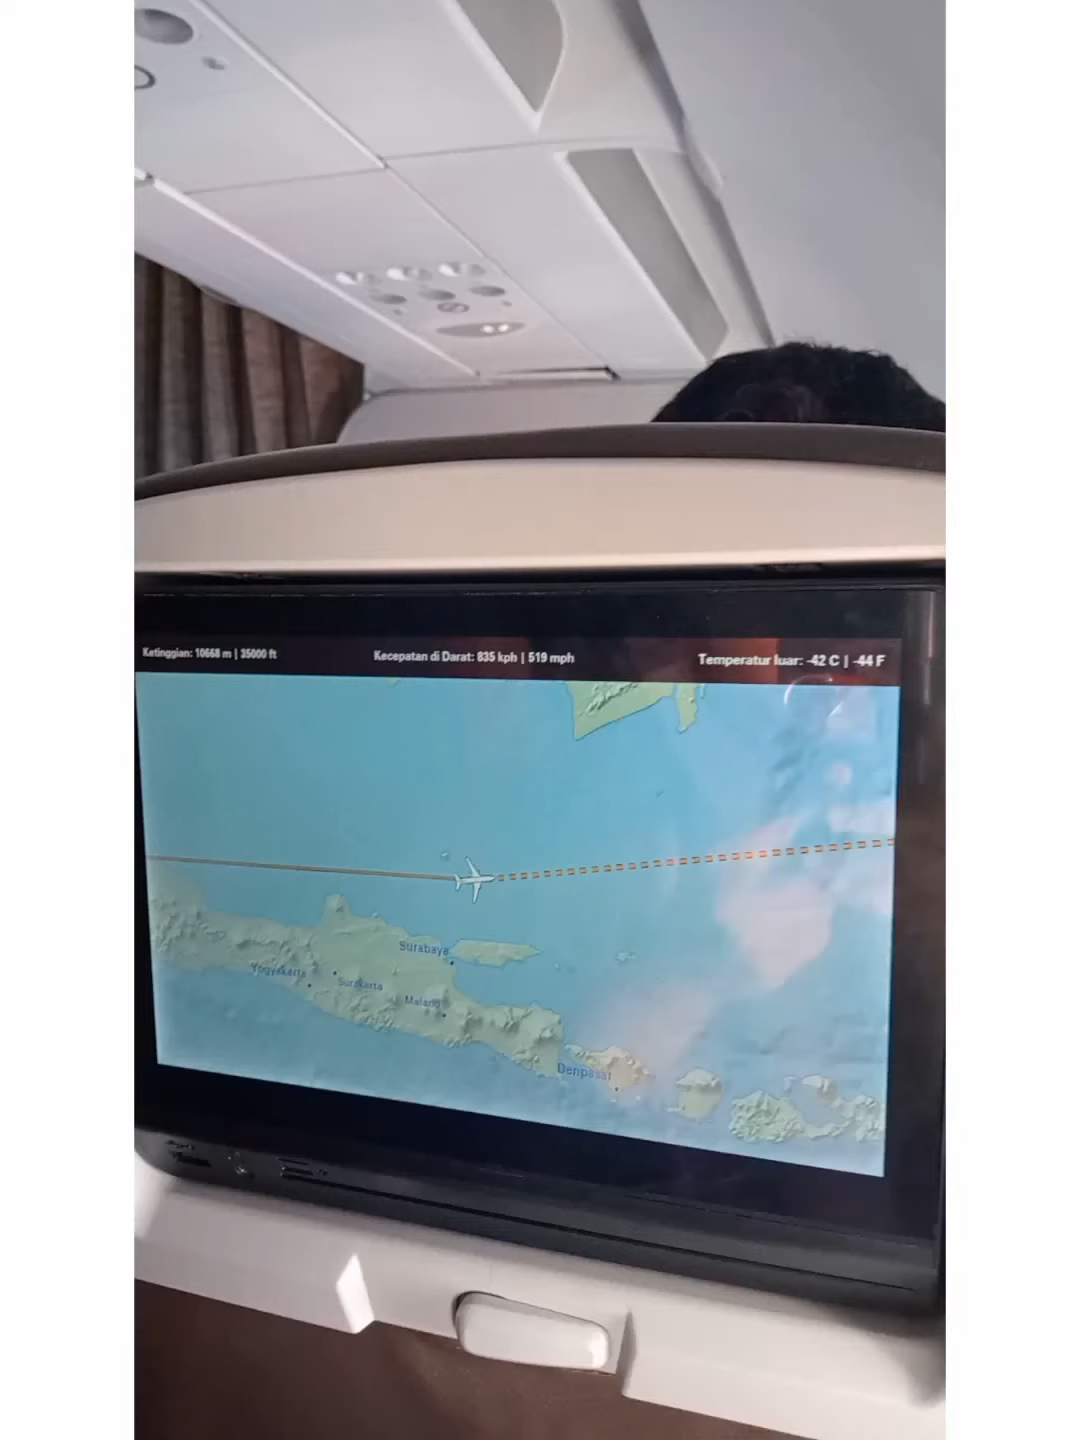 Ketinggian: 10668 m | 35000 ft
Kecepatan di Darat: 835 kph | 519 mph
Temperatur luar: -42 C | -44 F
Surabaya
Yogyakarta
Surakarta
Malang
Denpasar